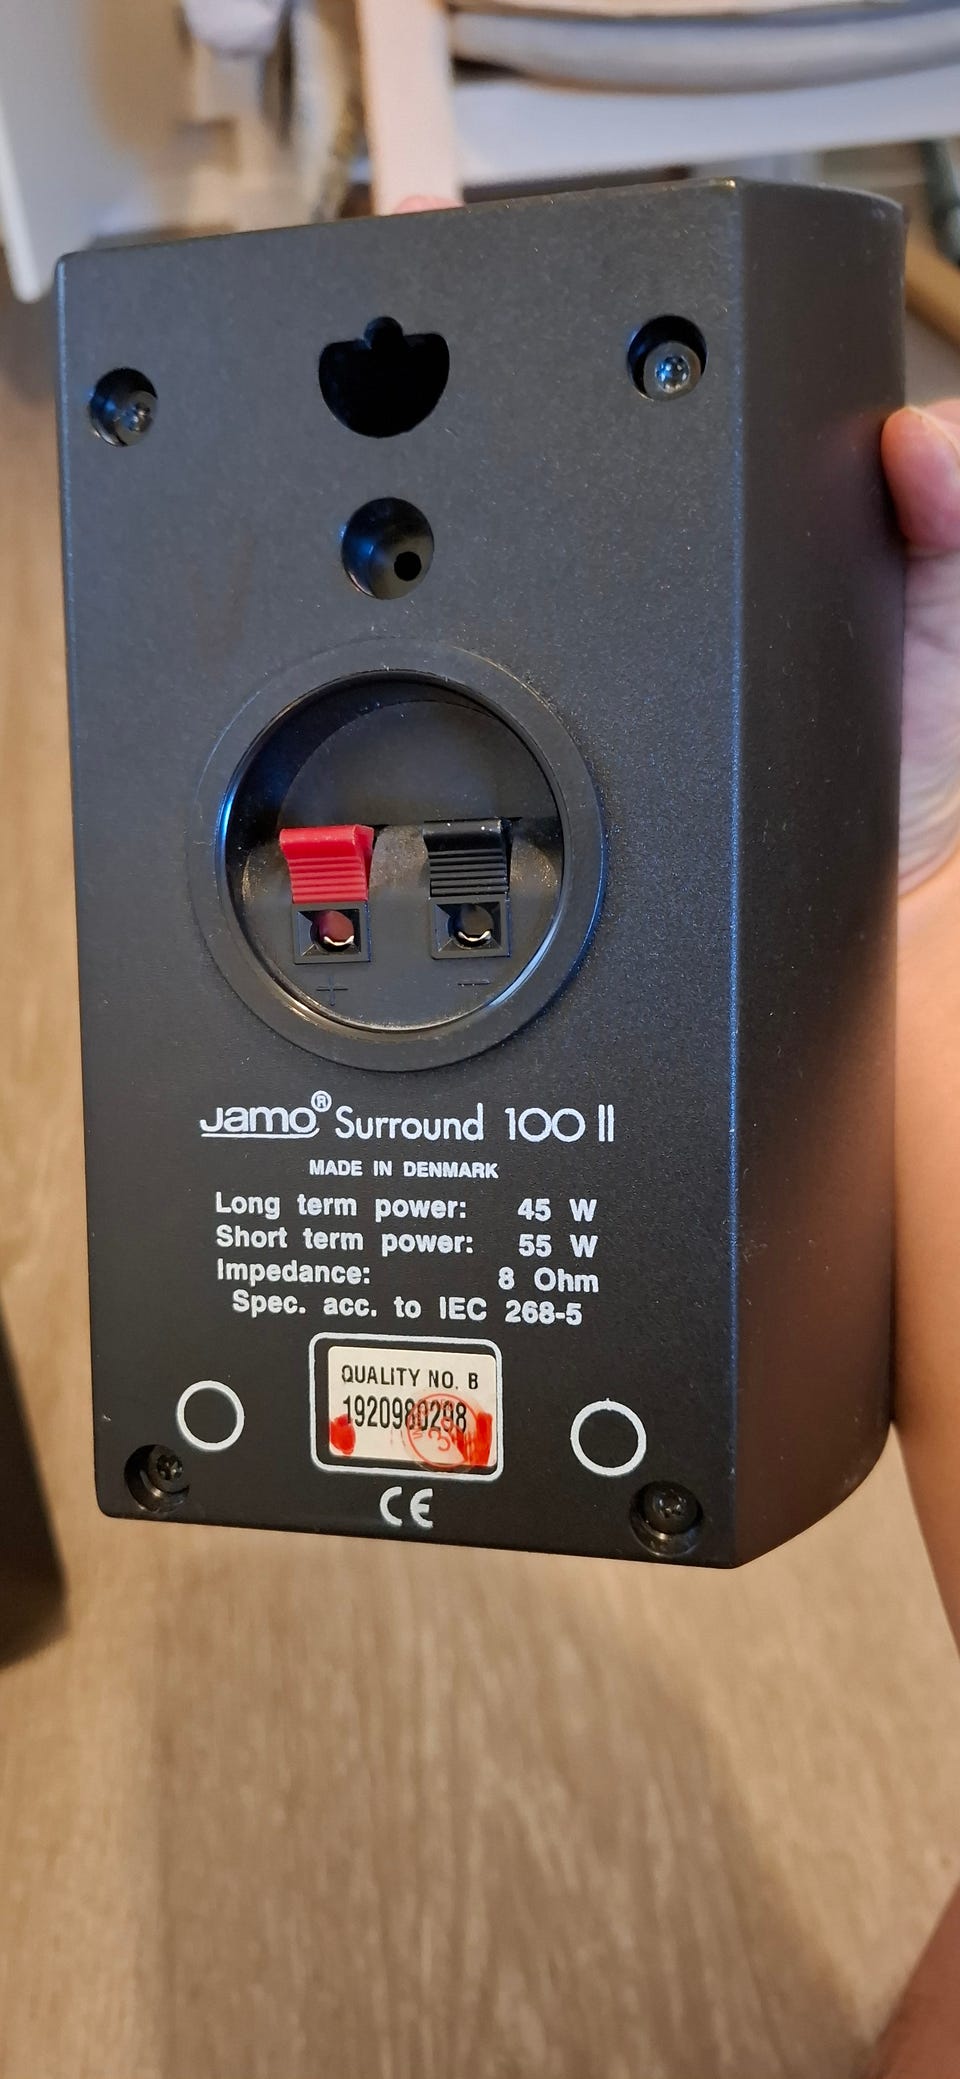 + −
Jamo® Surround 100 II
MADE IN DENMARK
Long term power: 45 W
Short term power: 55 W
Impedance: 8 Ohm
Spec. acc. to IEC 268-5
QUALITY NO. B
1920980298
CE